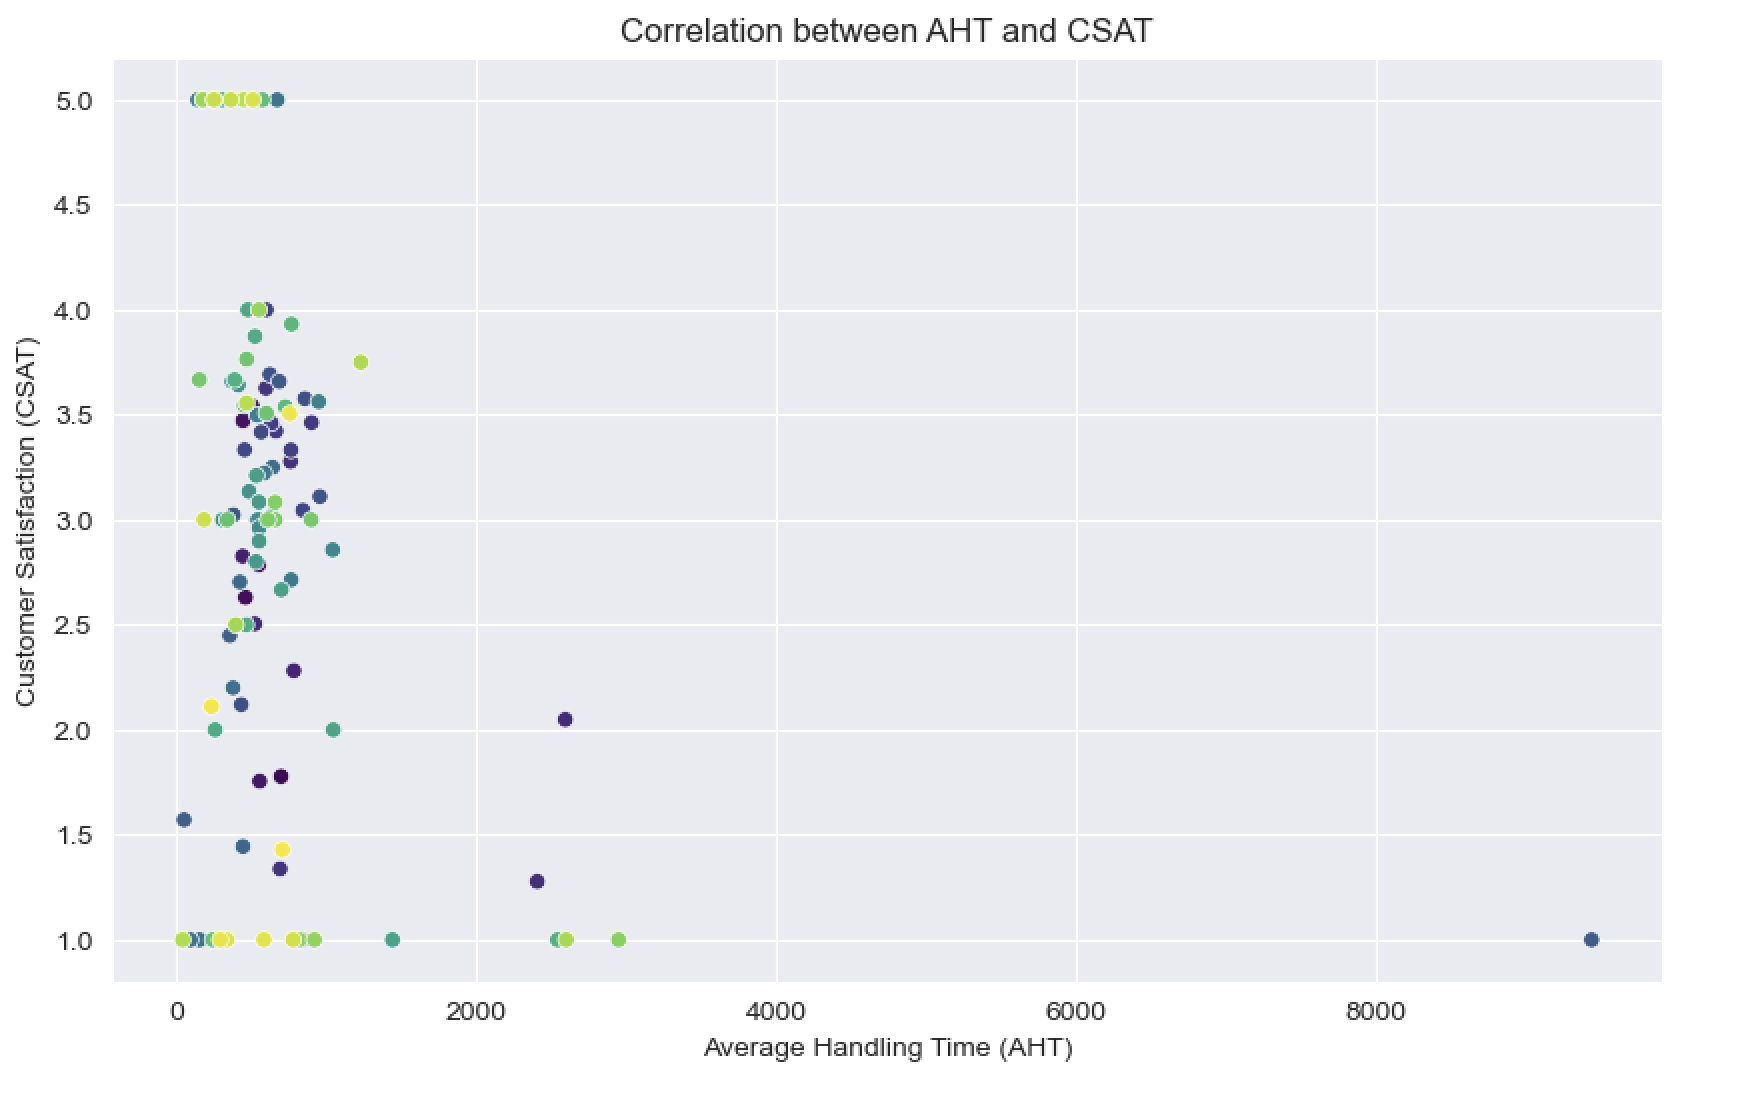 Correlation between AHT and CSAT
5.0
4.5
4.0
3.5
3.0
2.5
2.0
1.5
1.0
Customer Satisfaction (CSAT)
0 2000 4000 6000 8000
Average Handling Time (AHT)